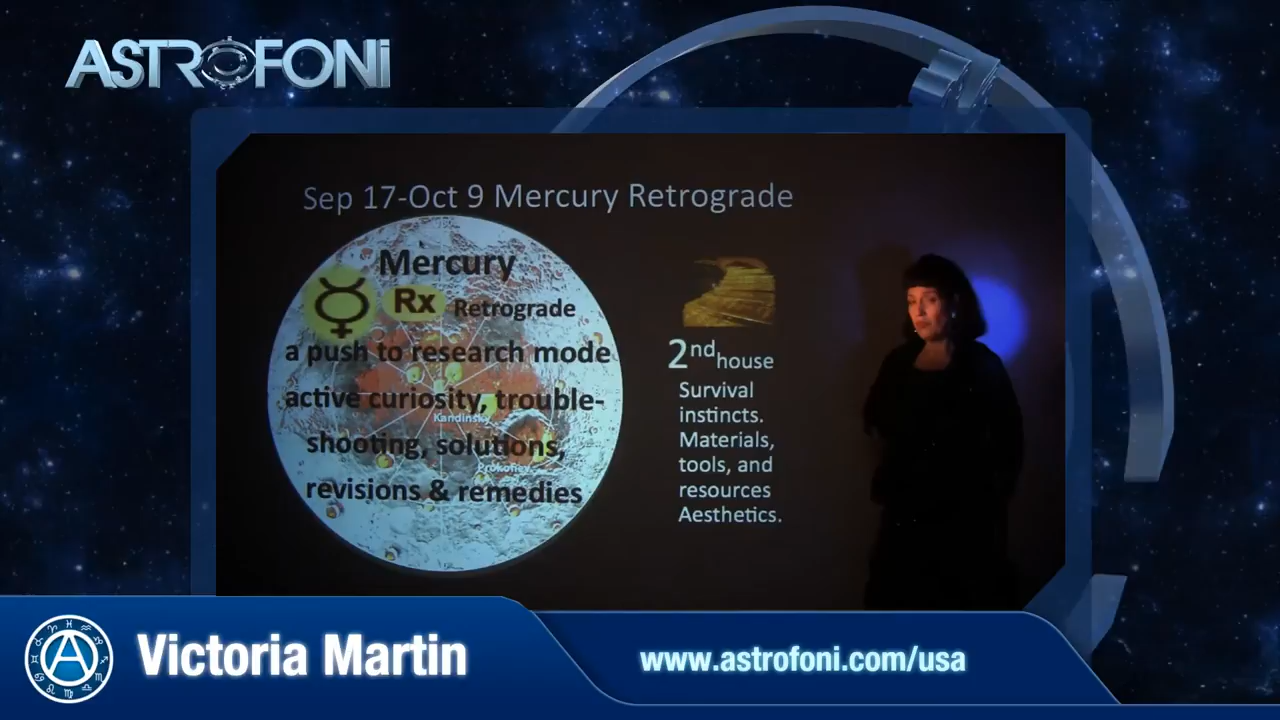 ASTROFONi
Sep 17-Oct 9 Mercury Retrograde
Mercury
Rx Retrograde
a push to research mode
active curiosity, trouble-
Kandinsky
shooting, solutions,
Prokofiev
revisions & remedies
2nd house
Survival
instincts.
Materials,
tools, and
resources
Aesthetics.
Victoria Martin
www.astrofoni.com/usa